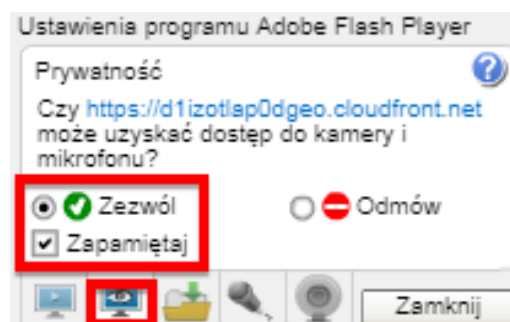 Ustawienia programu Adobe Flash Player
Prywatność
Czy https://d1izotlap0dgeo.cloudfront.net
może uzyskać dostęp do kamery i
mikrofonu?
Zezwól
Odmów
Zapamiętaj
Zamknij